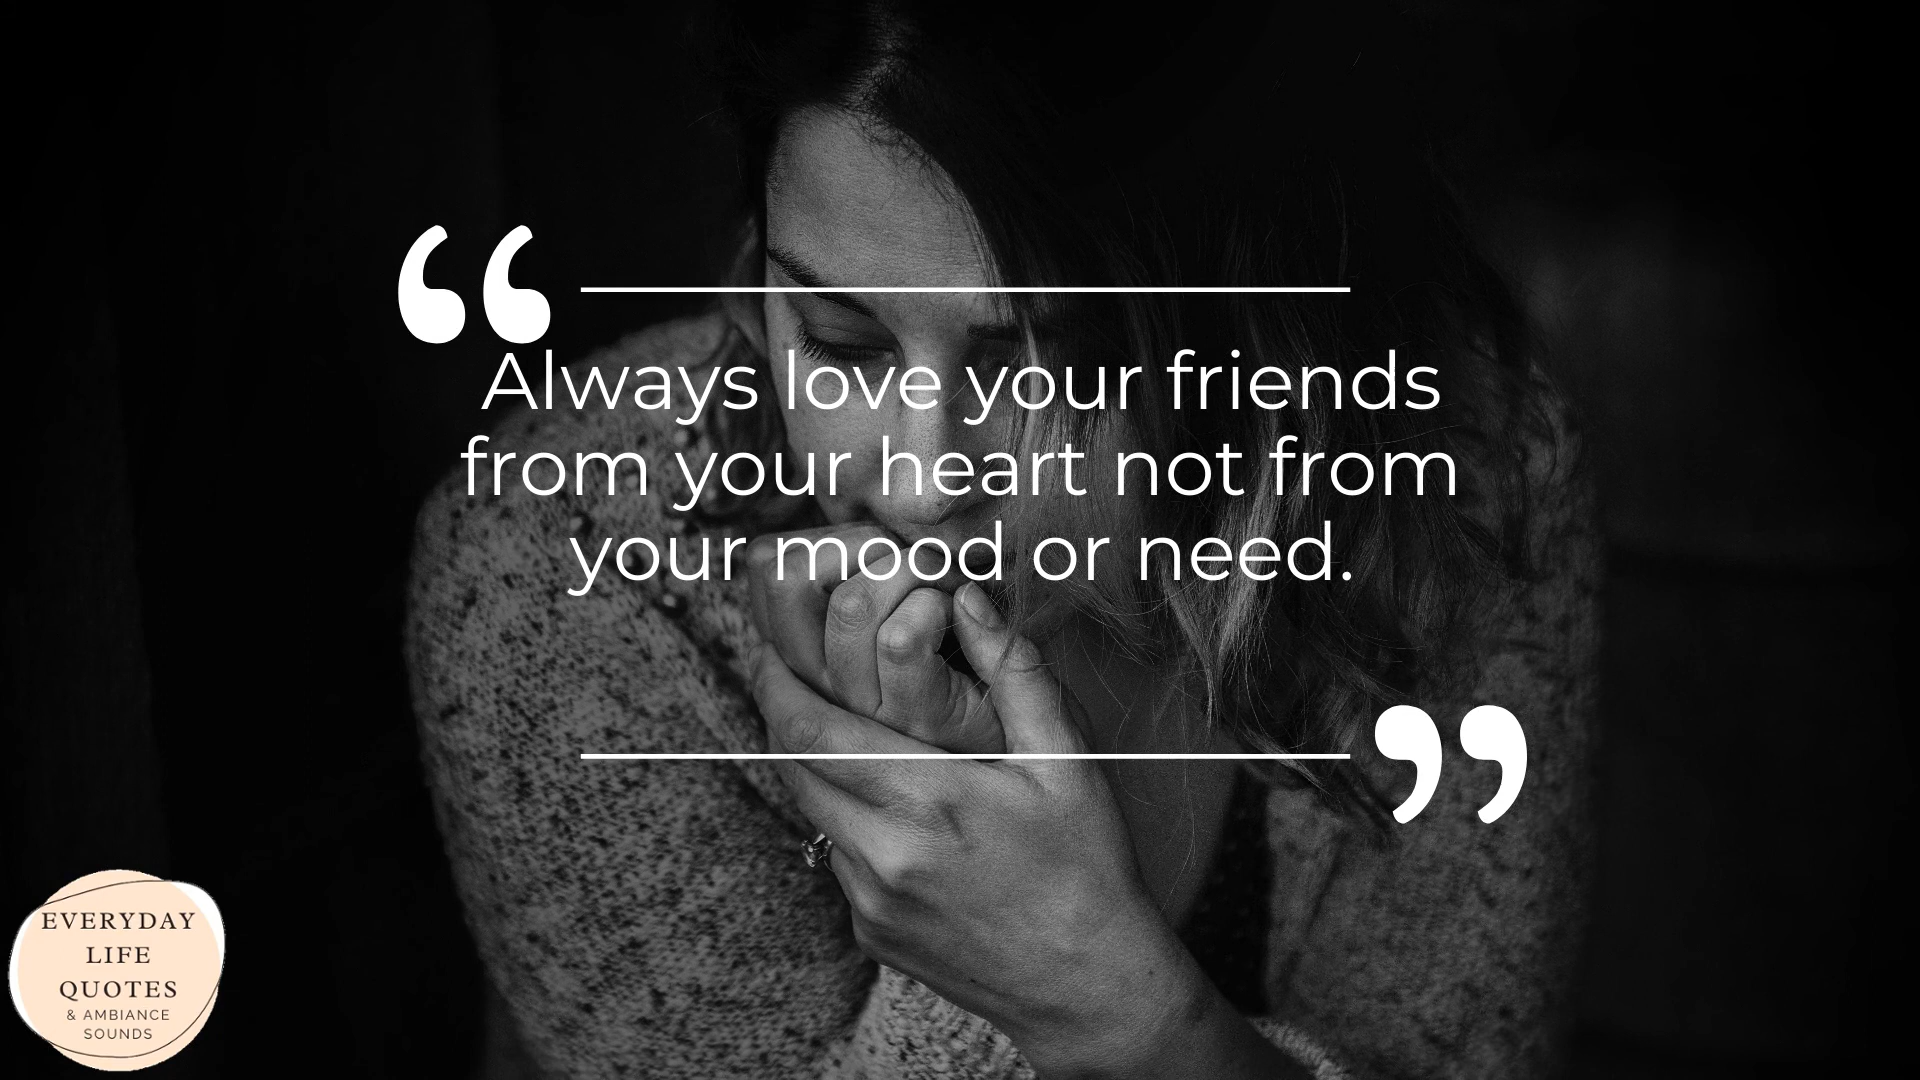 “
Always love your friends
from your heart not from
your mood or need.
”
EVERYDAY
LIFE
QUOTES
& AMBIANCE
SOUNDS